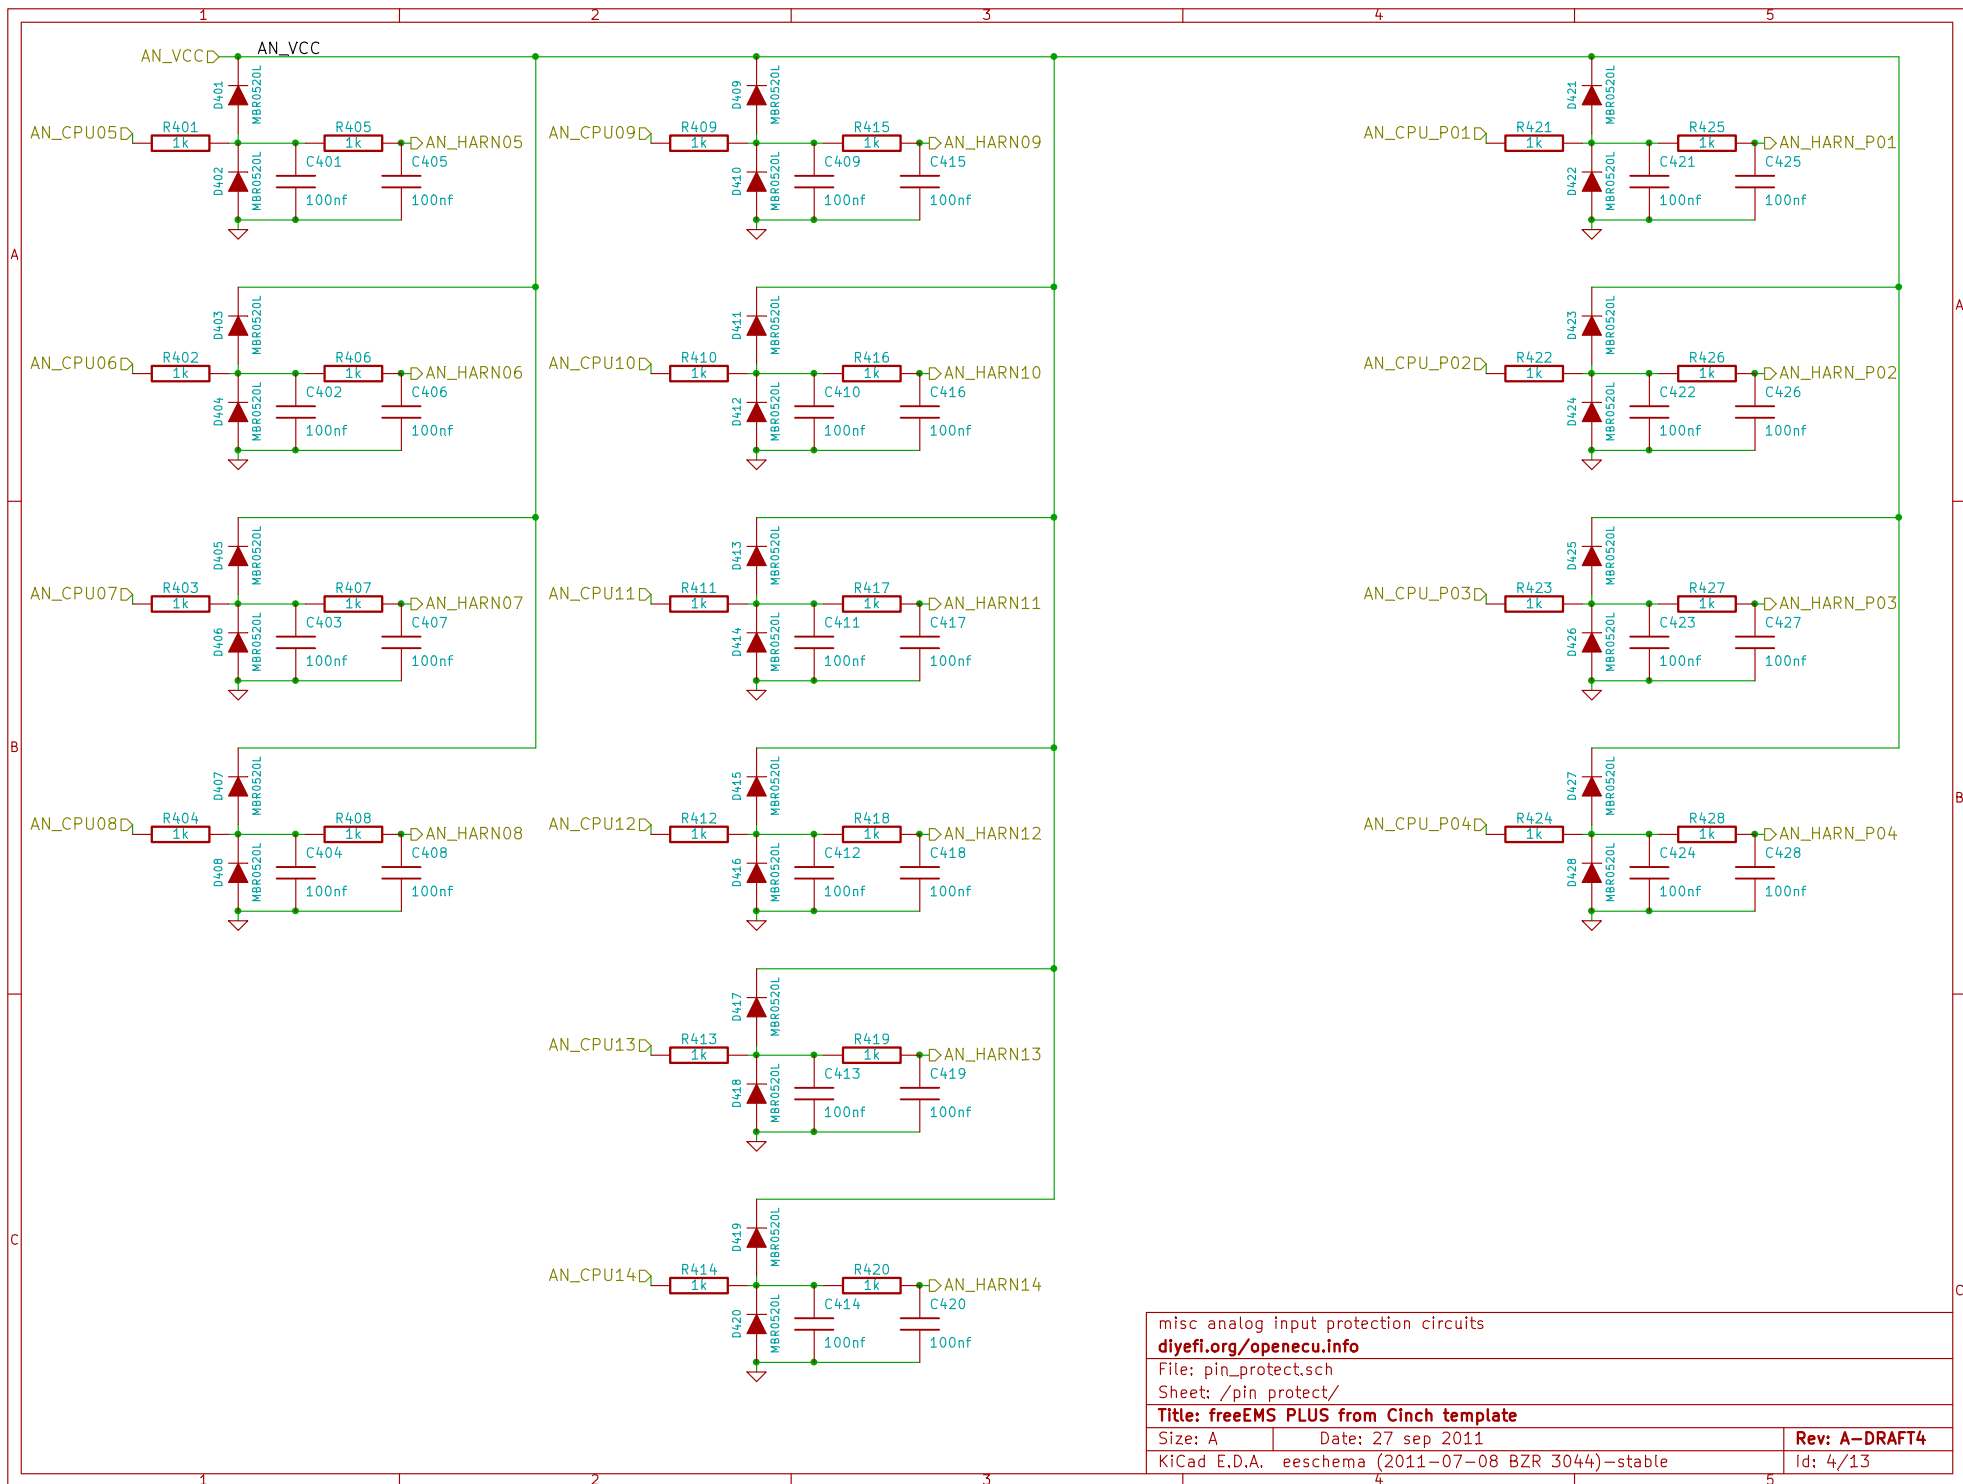 1 2 3 4 5
AN_VCC AN_VCC
D401 MBR0520L D409 MBR0520L D421 MBR0520L
AN_CPU05 R401 1k R405 1k AN_HARN05 AN_CPU09 R409 1k R415 1k AN_HARN09 AN_CPU_P01 R421 1k R425 1k AN_HARN_P01
D402 MBR0520L C401 100nf C405 100nf D410 MBR0520L C409 100nf C415 100nf D422 MBR0520L C421 100nf C425 100nf
A A
D403 MBR0520L D411 MBR0520L D423 MBR0520L
AN_CPU06 R402 1k R406 1k AN_HARN06 AN_CPU10 R410 1k R416 1k AN_HARN10 AN_CPU_P02 R422 1k R426 1k AN_HARN_P02
D404 MBR0520L C402 100nf C406 100nf D412 MBR0520L C410 100nf C416 100nf D424 MBR0520L C422 100nf C426 100nf
D405 MBR0520L D413 MBR0520L D425 MBR0520L
AN_CPU07 R403 1k R407 1k AN_HARN07 AN_CPU11 R411 1k R417 1k AN_HARN11 AN_CPU_P03 R423 1k R427 1k AN_HARN_P03
D406 MBR0520L C403 100nf C407 100nf D414 MBR0520L C411 100nf C417 100nf D426 MBR0520L C423 100nf C427 100nf
B B
D407 MBR0520L D415 MBR0520L D427 MBR0520L
AN_CPU08 R404 1k R408 1k AN_HARN08 AN_CPU12 R412 1k R418 1k AN_HARN12 AN_CPU_P04 R424 1k R428 1k AN_HARN_P04
D408 MBR0520L C404 100nf C408 100nf D416 MBR0520L C412 100nf C418 100nf D428 MBR0520L C424 100nf C428 100nf
D417 MBR0520L
AN_CPU13 R413 1k R419 1k AN_HARN13
D418 MBR0520L C413 100nf C419 100nf
C C
D419 MBR0520L
AN_CPU14 R414 1k R420 1k AN_HARN14
D420 MBR0520L C414 100nf C420 100nf
misc analog input protection circuits
diyefi.org/openecu.info
File: pin_protect.sch
Sheet: /pin protect/
Title: freeEMS PLUS from Cinch template
Size: A Date: 27 sep 2011 Rev: A-DRAFT4
KiCad E.D.A. eeschema (2011-07-08 BZR 3044)-stable Id: 4/13
1 2 3 4 5